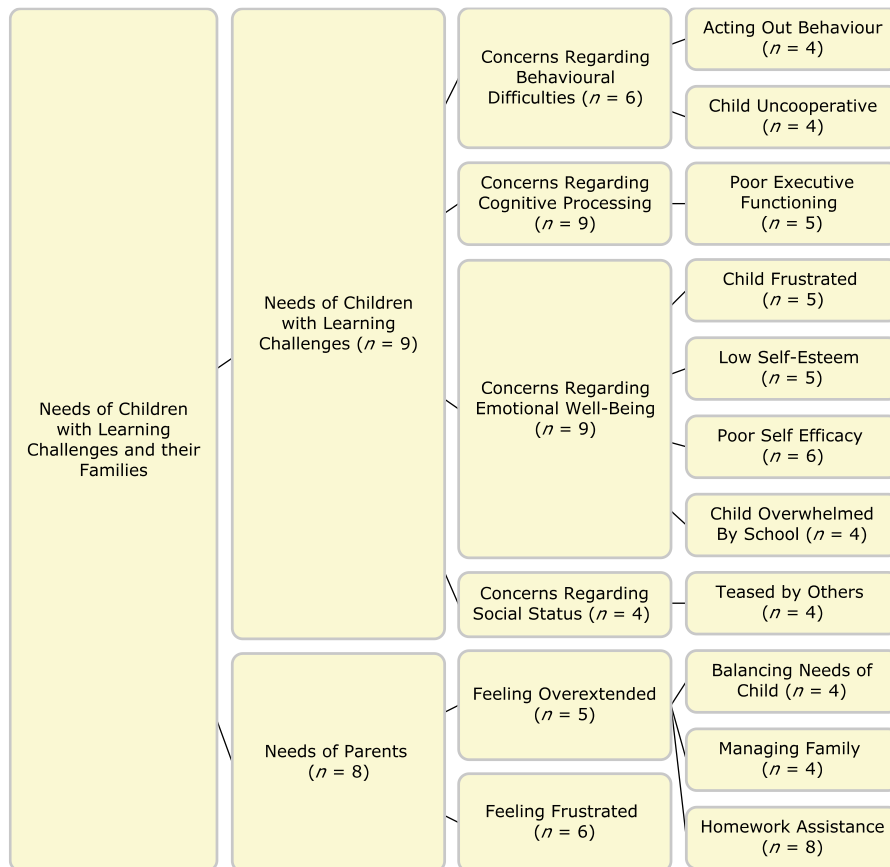 Needs of Children
with Learning
Challenges and their
Families
Needs of Children
with Learning
Challenges (n = 9)
Concerns Regarding
Behavioural
Difficulties (n = 6)
Acting Out Behaviour
(n = 4)
Child Uncooperative
(n = 4)
Concerns Regarding
Cognitive Processing
(n = 9)
Poor Executive
Functioning
(n = 5)
Concerns Regarding
Emotional Well-Being
(n = 9)
Child Frustrated
(n = 5)
Low Self-Esteem
(n = 5)
Poor Self Efficacy
(n = 6)
Child Overwhelmed
By School (n = 4)
Concerns Regarding
Social Status (n = 4)
Teased by Others
(n = 4)
Needs of Parents
(n = 8)
Feeling Overextended
(n = 5)
Balancing Needs of
Child (n = 4)
Managing Family
(n = 4)
Homework Assistance
(n = 8)
Feeling Frustrated
(n = 6)